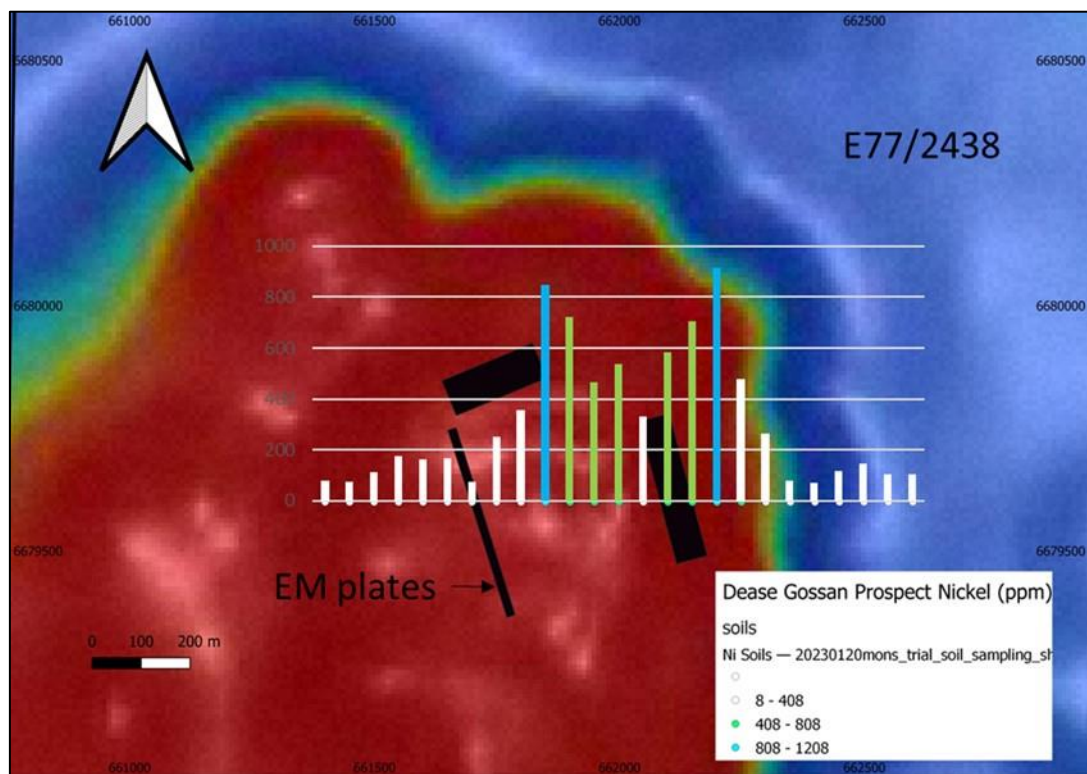 661000 661500 662000 662500
6680500 6680500
E77/2438
1000
800
6680000 6680000
600
400
200
0
6679500 6679500
EM plates
0 100 200 m
Dease Gossan Prospect Nickel (ppm)
soils
Ni Soils — 20230120mons_trial_soil_sampling_sh
8 - 408
408 - 808
808 - 1208
661000 661500 662000 662500